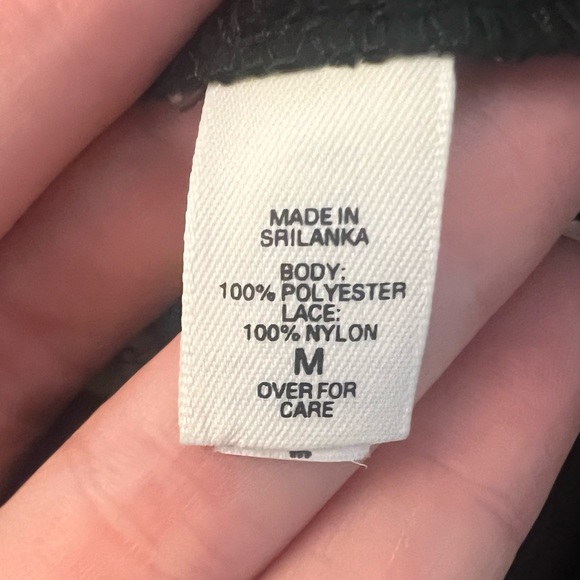 MADE IN
SRILANKA
BODY:
100% POLYESTER
LACE:
100% NYLON
M
OVER FOR
CARE